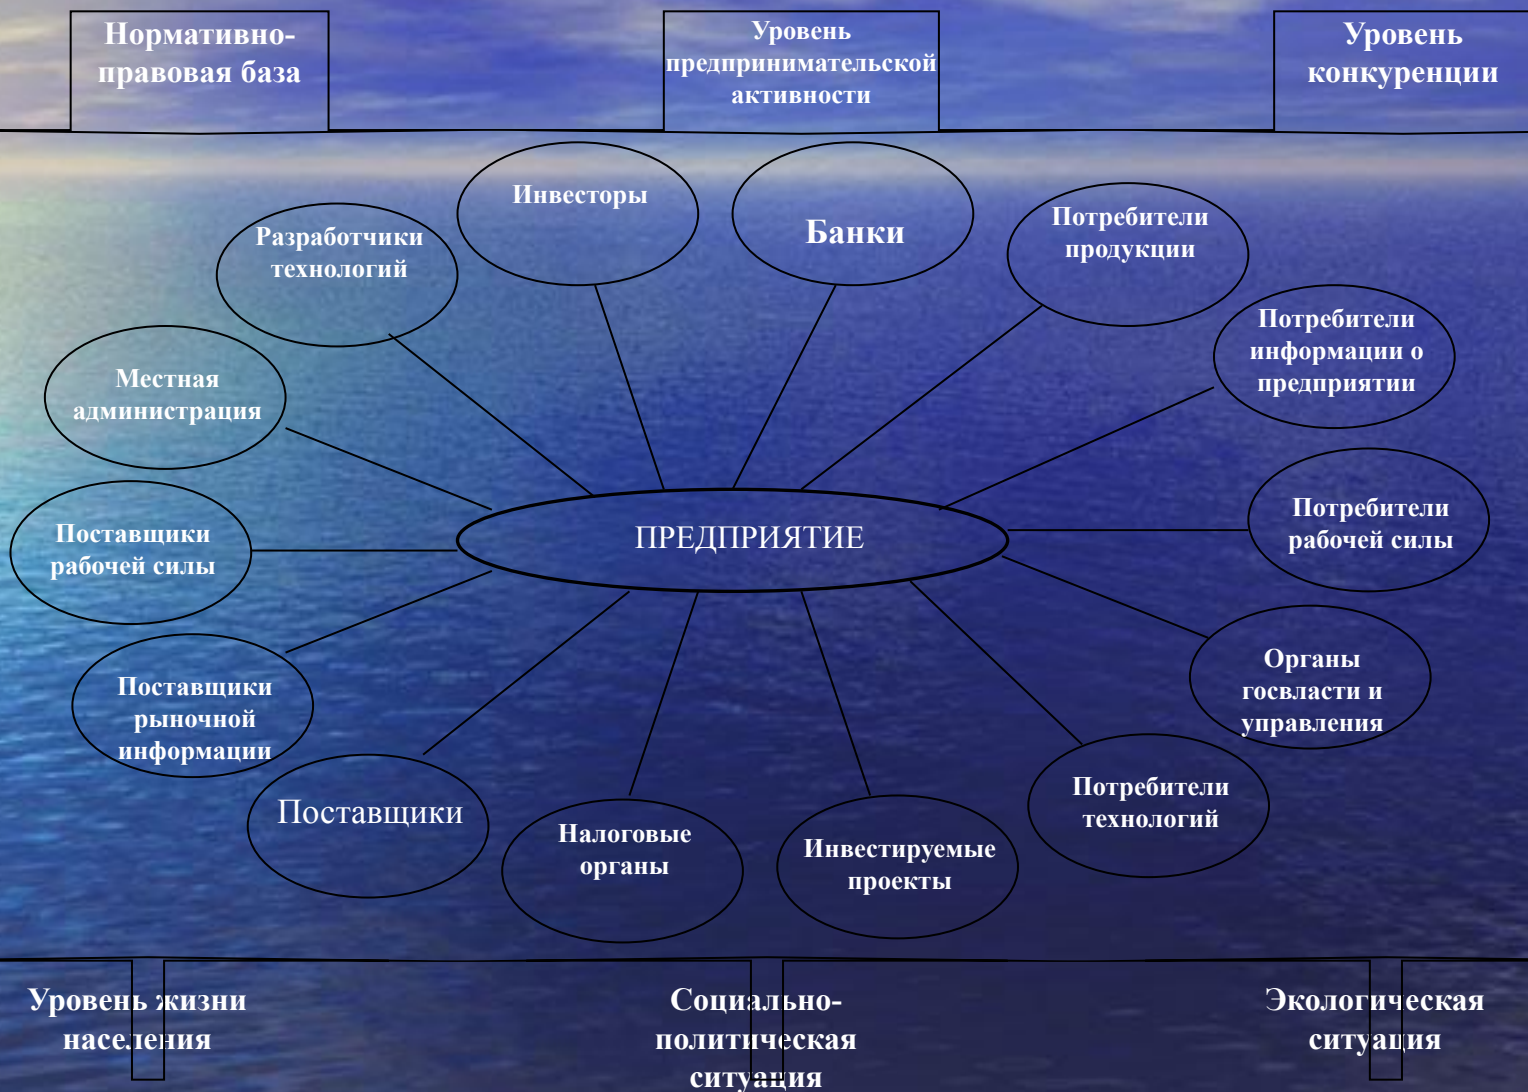 Нормативно-
правовая база
Уровень
предпринимательской
активности
Уровень
конкуренции
Инвесторы
Банки
Потребители
продукции
Разработчики
технологий
Потребители
информации о
предприятии
Местная
администрация
Потребители
рабочей силы
Поставщики
рабочей силы
ПРЕДПРИЯТИЕ
Органы
госвласти и
управления
Поставщики
рыночной
информации
Потребители
технологий
Поставщики
Налоговые
органы
Инвестируемые
проекты
Уровень жизни
населения
Социально-
политическая
ситуация
Экологическая
ситуация